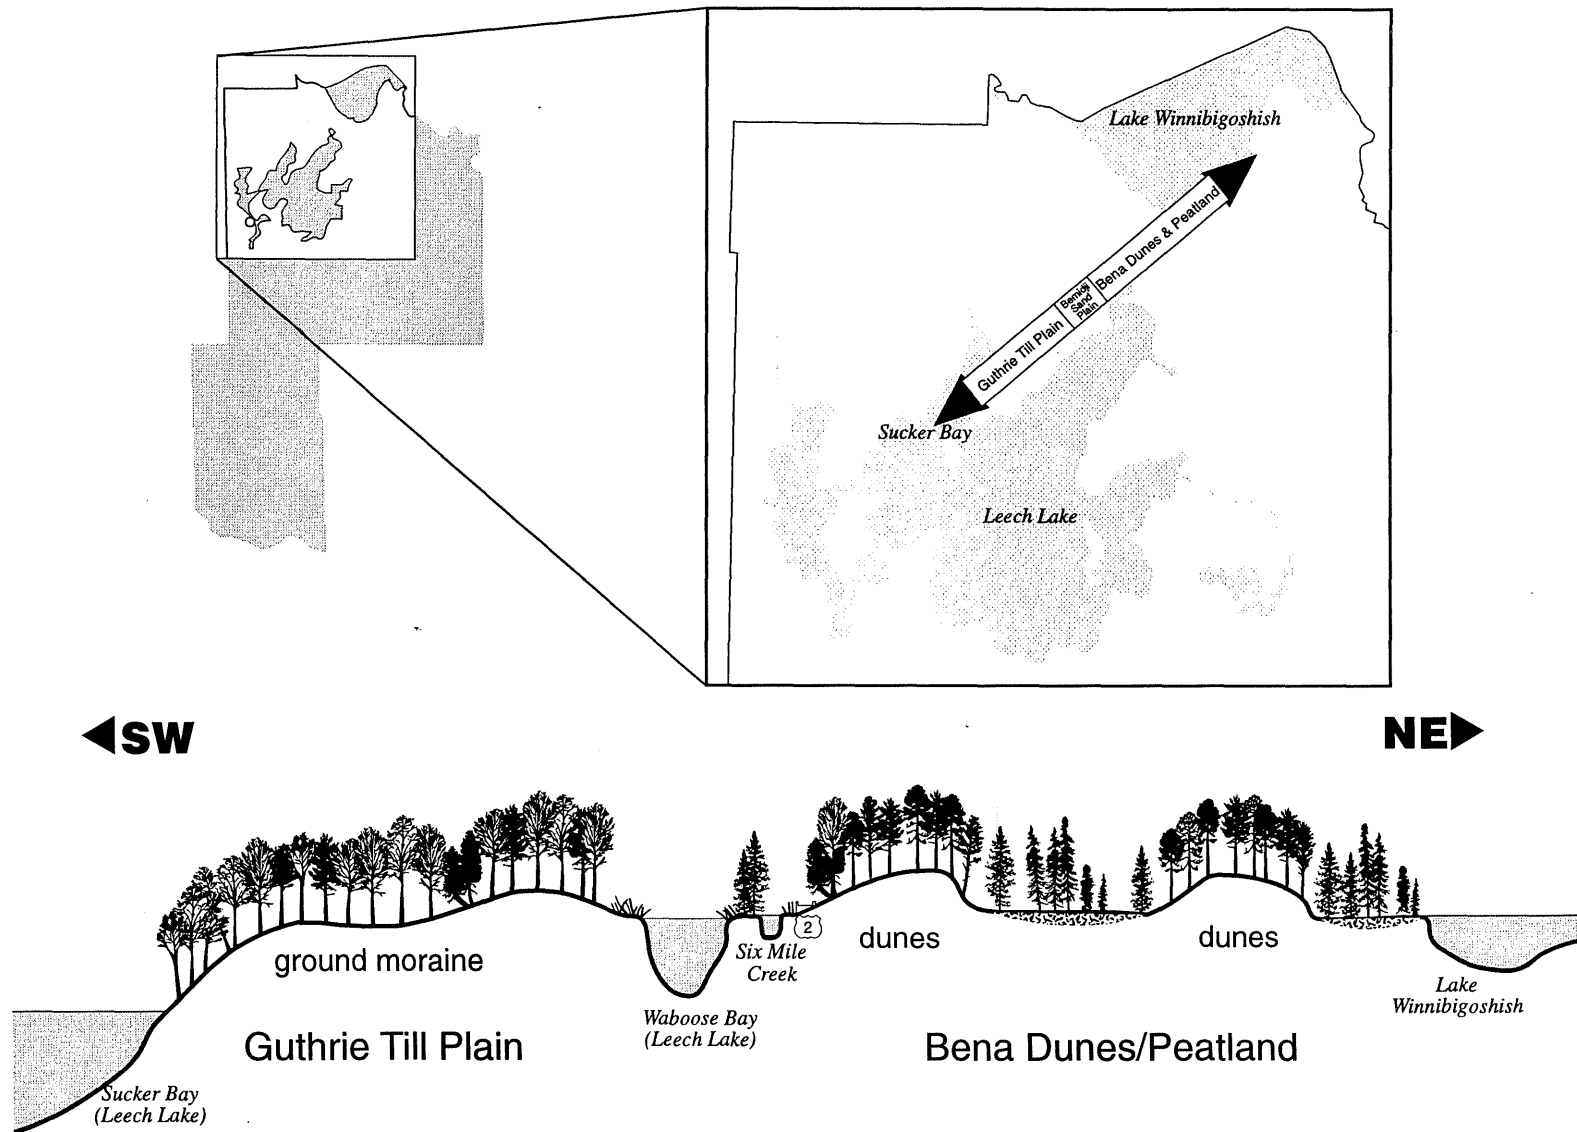 Lake Winnibigoshish
Bena Dunes & Peatland
Bemidji
Sand
Plain
Guthrie Till Plain
Sucker Bay
Leech Lake
SW
NE
2
dunes
dunes
ground moraine
Six Mile
Creek
Lake
Winnibigoshish
Waboose Bay
(Leech Lake)
Guthrie Till Plain
Bena Dunes/Peatland
Sucker Bay
(Leech Lake)